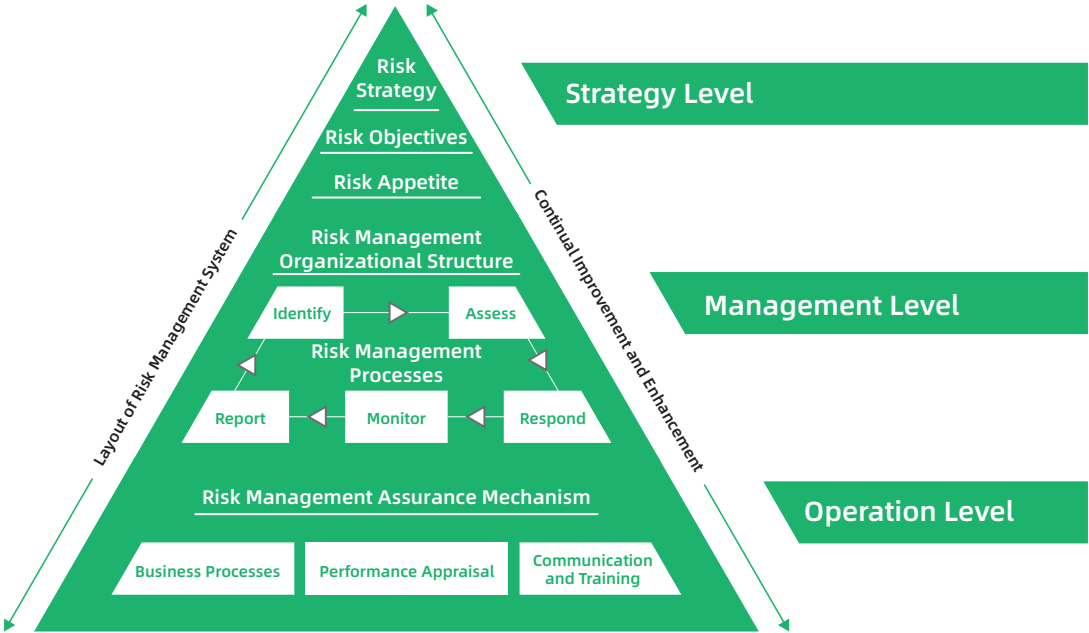 Risk
Strategy
Strategy Level
Risk Objectives
Risk Appetite
Risk Management
Organizational Structure
Layout of Risk Management System
Continual Improvement and Enhancement
Management Level
Identify
Assess
Risk Management
Processes
Report
Monitor
Respond
Risk Management Assurance Mechanism
Operation Level
Business Processes
Performance Appraisal
Communication
and Training